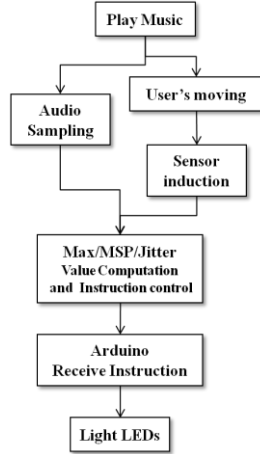 Play Music
User's moving
Audio
Sampling
Sensor
induction
Max/MSP/Jitter
Value Computation
and Instruction control
Arduino
Receive Instruction
Light LEDs